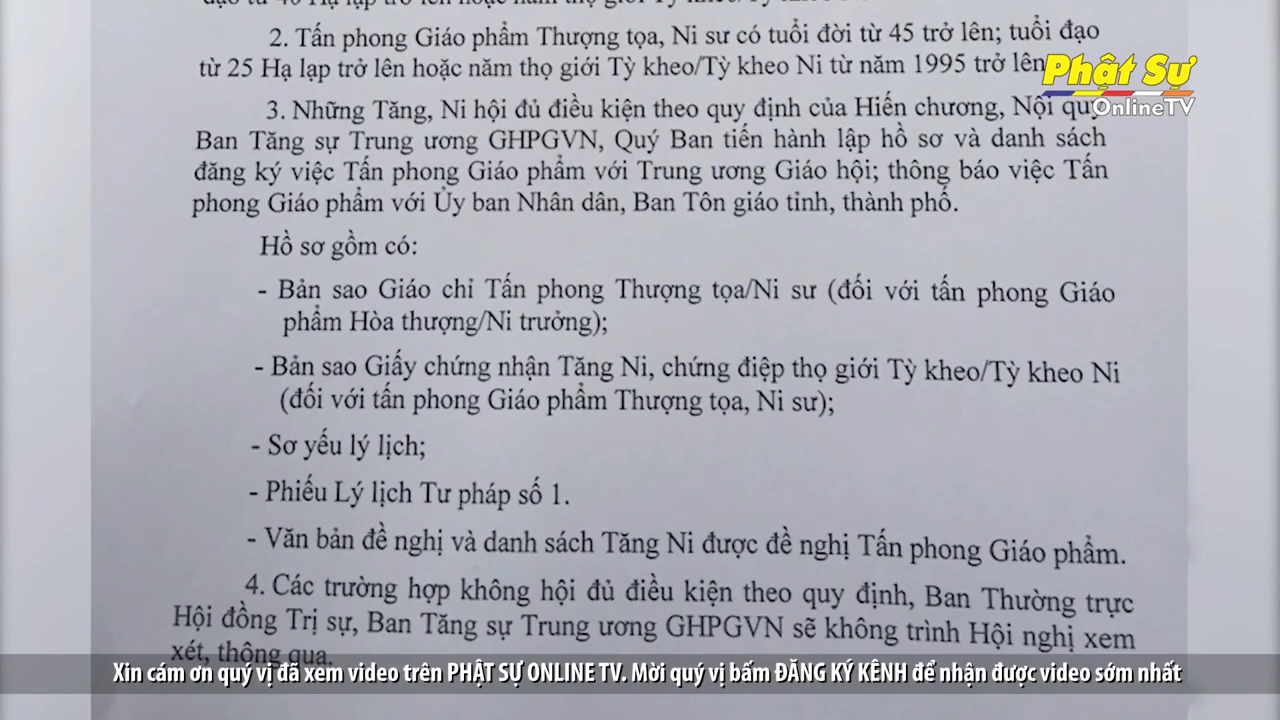 2. Tấn phong Giáo phẩm Thượng tọa, Ni sư có tuổi đời từ 45 trở lên; tuổi đạo
từ 25 Hạ lạp trở lên hoặc năm thọ giới Tỳ kheo/Tỳ kheo Ni từ năm 1995 trở lên
Phật Sự
OnlineTV
3. Những Tăng, Ni hội đủ điều kiện theo quy định của Hiến chương, Nội quy
Ban Tăng sự Trung ương GHPGVN, Quý Ban tiến hành lập hồ sơ và danh sách
đăng ký việc Tấn phong Giáo phẩm với Trung ương Giáo hội; thông báo việc Tấn
phong Giáo phẩm với Ủy ban Nhân dân, Ban Tôn giáo tỉnh, thành phố.
Hồ sơ gồm có:
- Bản sao Giáo chỉ Tấn phong Thượng tọa/Ni sư (đối với tấn phong Giáo
phẩm Hòa thượng/Ni trưởng);
- Bản sao Giấy chứng nhận Tăng Ni, chứng điệp thọ giới Tỳ kheo/Tỳ kheo Ni
(đối với tấn phong Giáo phẩm Thượng tọa, Ni sư);
- Sơ yếu lý lịch;
- Phiếu Lý lịch Tư pháp số 1.
- Văn bản đề nghị và danh sách Tăng Ni được đề nghị Tấn phong Giáo phẩm.
4. Các trường hợp không hội đủ điều kiện theo quy định, Ban Thường trực
Hội đồng Trị sự, Ban Tăng sự Trung ương GHPGVN sẽ không trình Hội nghị xem
xét, thông qua.
Xin cám ơn quý vị đã xem video trên PHẬT SỰ ONLINE TV. Mời quý vị bấm ĐĂNG KÝ KÊNH để nhận được video sớm nhất